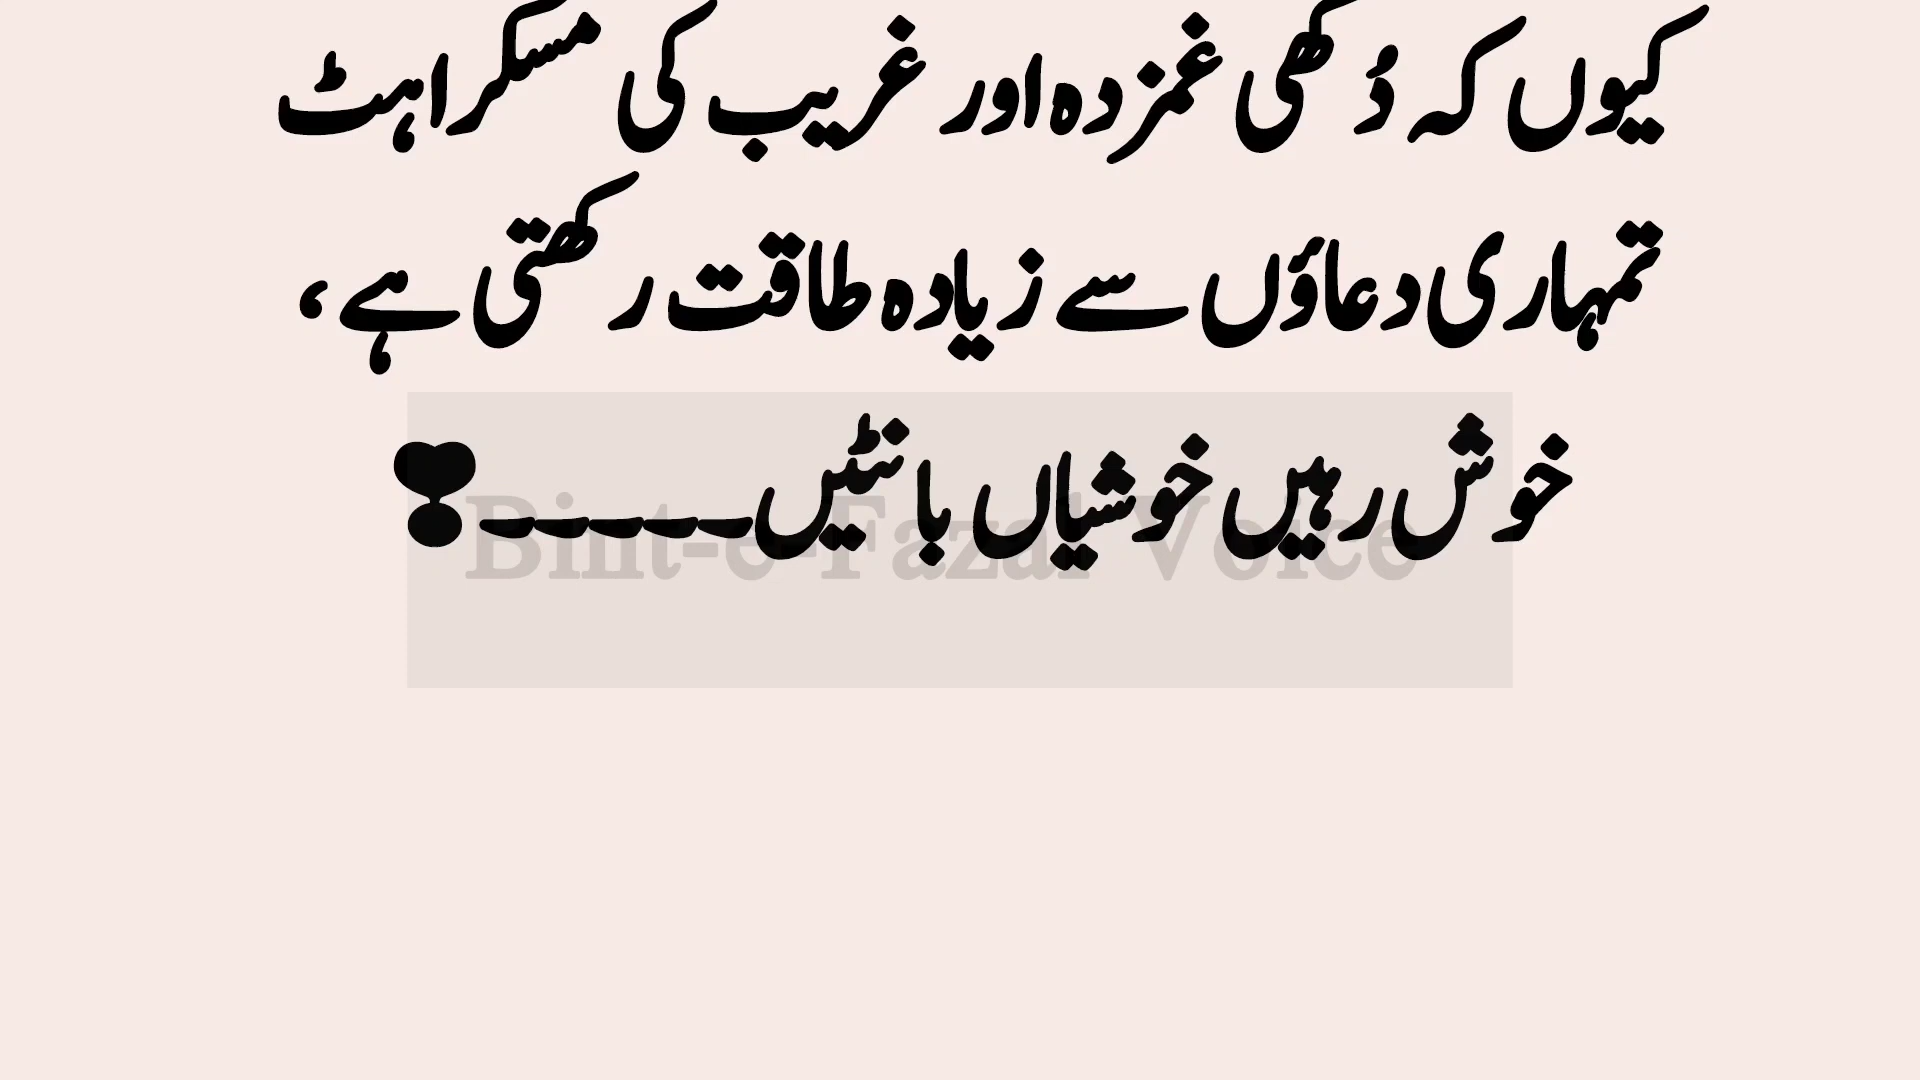 کیوں کہ دُکھی غمزدہ اور غریب کی مسکراہٹ
تمہاری دعاؤں سے زیادہ طاقت رکھتی ہے،
خوش رہیں خوشیاں بانٹیں۔۔۔۔۔❣
Bint-e-Fazal Voice